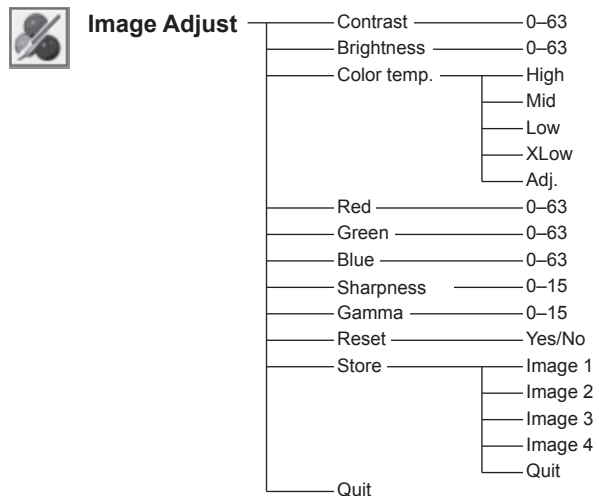 Image Adjust Contrast 0–63
Brightness 0–63
Color temp. High
Mid
Low
XLow
Adj.
Red 0–63
Green 0–63
Blue 0–63
Sharpness 0–15
Gamma 0–15
Reset Yes/No
Store Image 1
Image 2
Image 3
Image 4
Quit
Quit